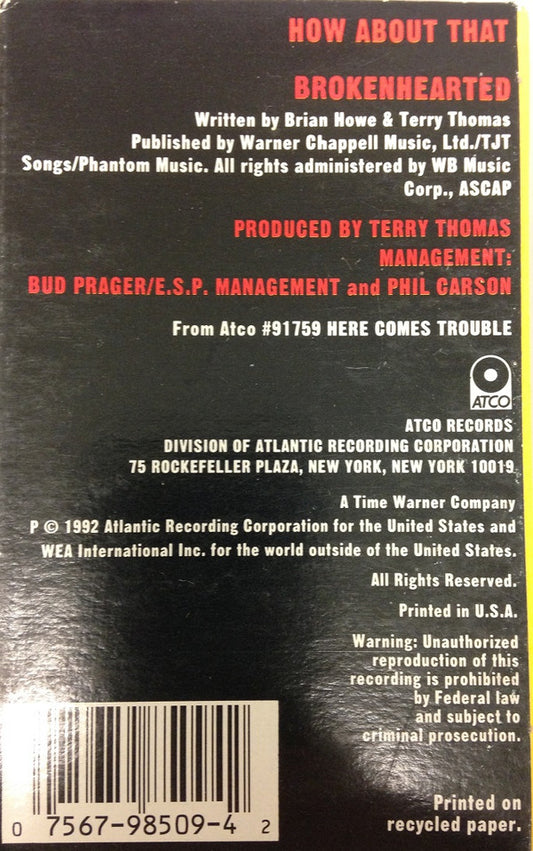 HOW ABOUT THAT
BROKENHEARTED
Written by Brian Howe & Terry Thomas
Published by Warner Chappell Music, Ltd./TJT
Songs/Phantom Music. All rights administered by WB Music
Corp., ASCAP
PRODUCED BY TERRY THOMAS
MANAGEMENT:
BUD PRAGER/E.S.P. MANAGEMENT and PHIL CARSON
From Atco #91759 HERE COMES TROUBLE
ATCO
ATCO RECORDS
DIVISION OF ATLANTIC RECORDING CORPORATION
75 ROCKEFELLER PLAZA, NEW YORK, NEW YORK 10019
A Time Warner Company
P © 1992 Atlantic Recording Corporation for the United States and
WEA International Inc. for the world outside of the United States.
All Rights Reserved.
Printed in U.S.A.
Warning: Unauthorized
reproduction of this
recording is prohibited
by Federal law
and subject to
criminal prosecution.
Printed on
recycled paper.
0 7567-98509-4 2